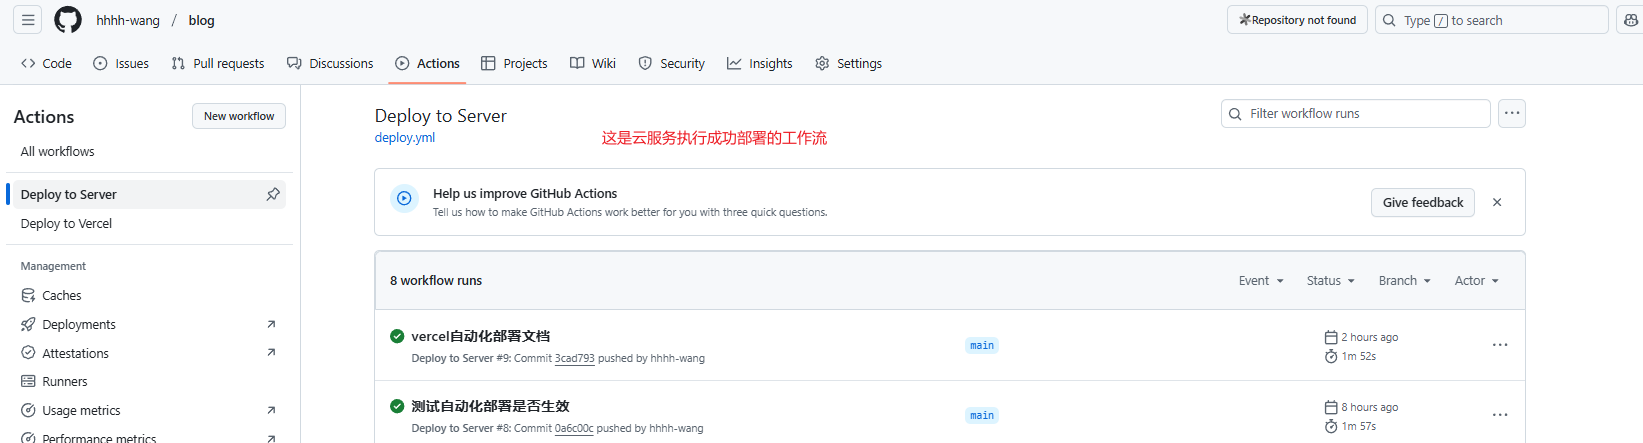 hhhh-wang / blog
Repository not found
Type / to search
Code
Issues
Pull requests
Discussions
Actions
Projects
Wiki
Security
Insights
Settings
Actions
New workflow
All workflows
Deploy to Server
Deploy to Vercel
Management
Caches
Deployments
Attestations
Runners
Usage metrics
Performance metrics
Deploy to Server
deploy.yml
这是云服务执行成功部署的工作流
Filter workflow runs
Help us improve GitHub Actions
Tell us how to make GitHub Actions work better for you with three quick questions.
Give feedback
8 workflow runs
Event
Status
Branch
Actor
vercel自动化部署文档
Deploy to Server #9: Commit 3cad793 pushed by hhhh-wang
main
2 hours ago
1m 52s
测试自动化部署是否生效
Deploy to Server #8: Commit 0a6c00c pushed by hhhh-wang
main
8 hours ago
1m 57s